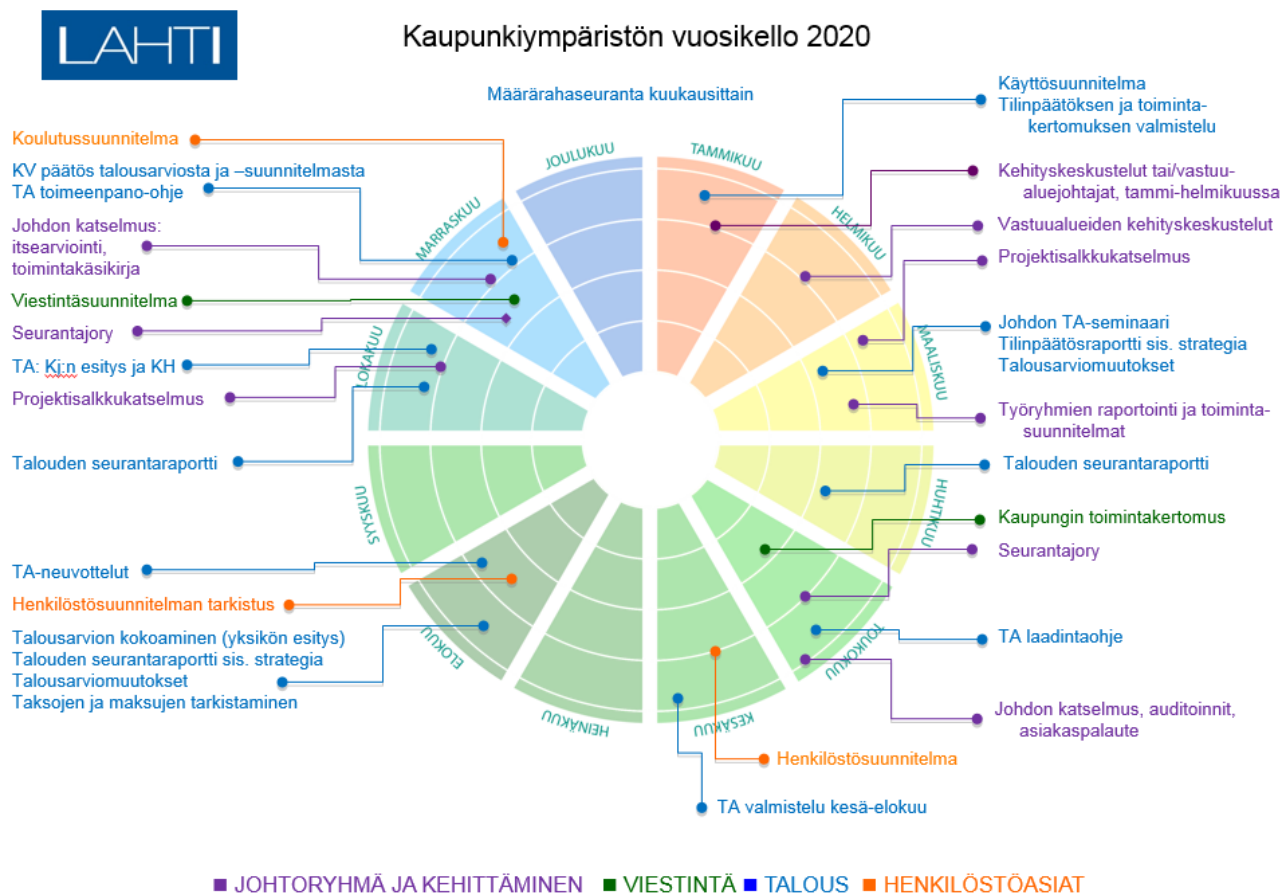 LAHTI
Kaupunkiympäristön vuosikello 2020
Määrärahaseuranta kuukausittain
TAMMIKUU
HELMIKUU
MAALISKUU
HUHTIKUU
TOUKOKUU
KESÄKUU
HEINÄKUU
ELOKUU
SYYSKUU
LOKAKUU
MARRASKUU
JOULUKUU
Käyttösuunnitelma
Tilinpäätöksen ja toiminta-
kertomuksen valmistelu
Kehityskeskustelut tai/vastuu-
aluejohtajat, tammi-helmikuussa
Vastuualueiden kehityskeskustelut
Projektisalkkukatselmus
Johdon TA-seminaari
Tilinpäätösraportti sis. strategia
Talousarviomuutokset
Työryhmien raportointi ja toiminta-
suunnitelmat
Talouden seurantaraportti
Kaupungin toimintakertomus
Seurantajory
TA laadintaohje
Johdon katselmus, auditoinnit,
asiakaspalaute
Henkilöstösuunnitelma
TA valmistelu kesä-elokuu
Koulutussuunnitelma
KV päätös talousarviosta ja –suunnitelmasta
TA toimeenpano-ohje
Johdon katselmus:
itsearviointi,
toimintakäsikirja
Viestintäsuunnitelma
Seurantajory
TA: Kj:n esitys ja KH
Projektisalkkukatselmus
Talouden seurantaraportti
TA-neuvottelut
Henkilöstösuunnitelman tarkistus
Talousarvion kokoaminen (yksikön esitys)
Talouden seurantaraportti sis. strategia
Talousarviomuutokset
Taksojen ja maksujen tarkistaminen
JOHTORYHMÄ JA KEHITTÄMINEN
VIESTINTÄ
TALOUS
HENKILÖSTÖASIAT